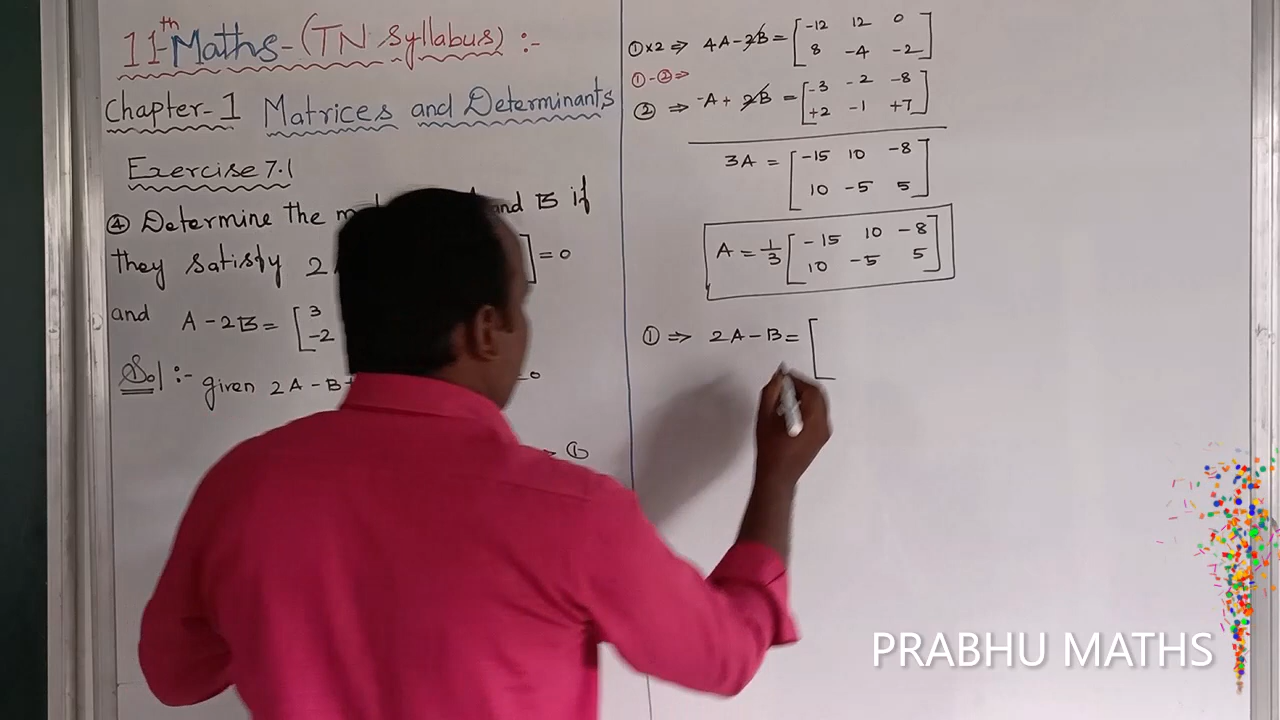 11th Maths - (TN Syllabus) :-
Chapter-1 Matrices and Determinants
Exercise 7.1
④ Determine the and B if
they satisfy 2 ] = 0
and A - 2B = [ 3
-2
Sol :- given 2A - B = 0
①
① x2 ⇒ 4A - 2B = [ -12 12 0
8 -4 -2 ]
① - ② ⇒
② ⇒ -A + 2B = [ -3 -2 -8
+2 -1 +7 ]
3A = [ -15 10 -8
10 -5 5 ]
A = 1/3 [ -15 10 -8
10 -5 5 ]
① ⇒ 2A - B = [
PRABHU MATHS